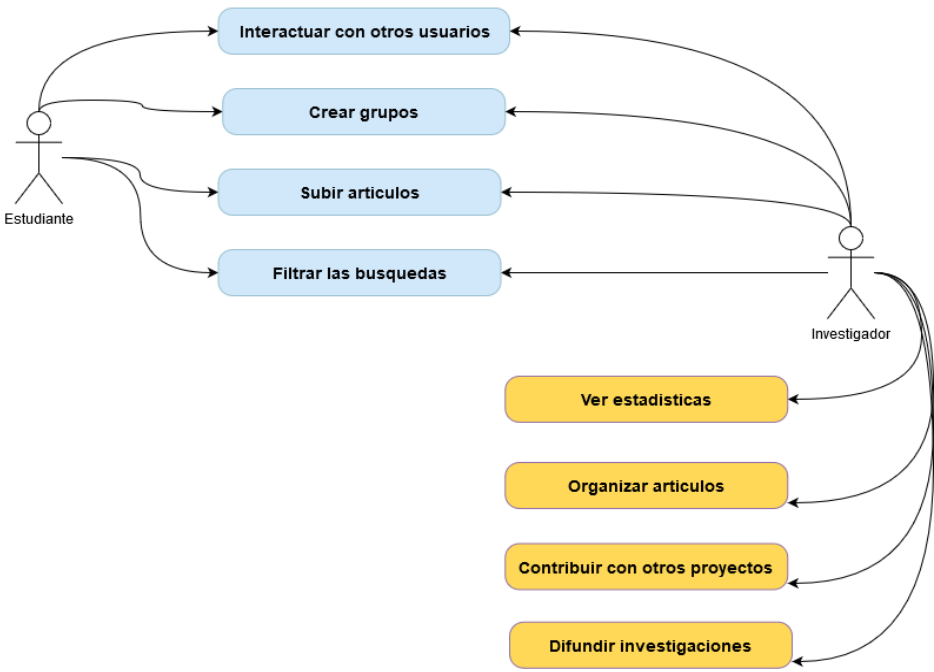 Interactuar con otros usuarios
Crear grupos
Subir articulos
Estudiante
Filtrar las busquedas
Investigador
Ver estadisticas
Organizar articulos
Contribuir con otros proyectos
Difundir investigaciones